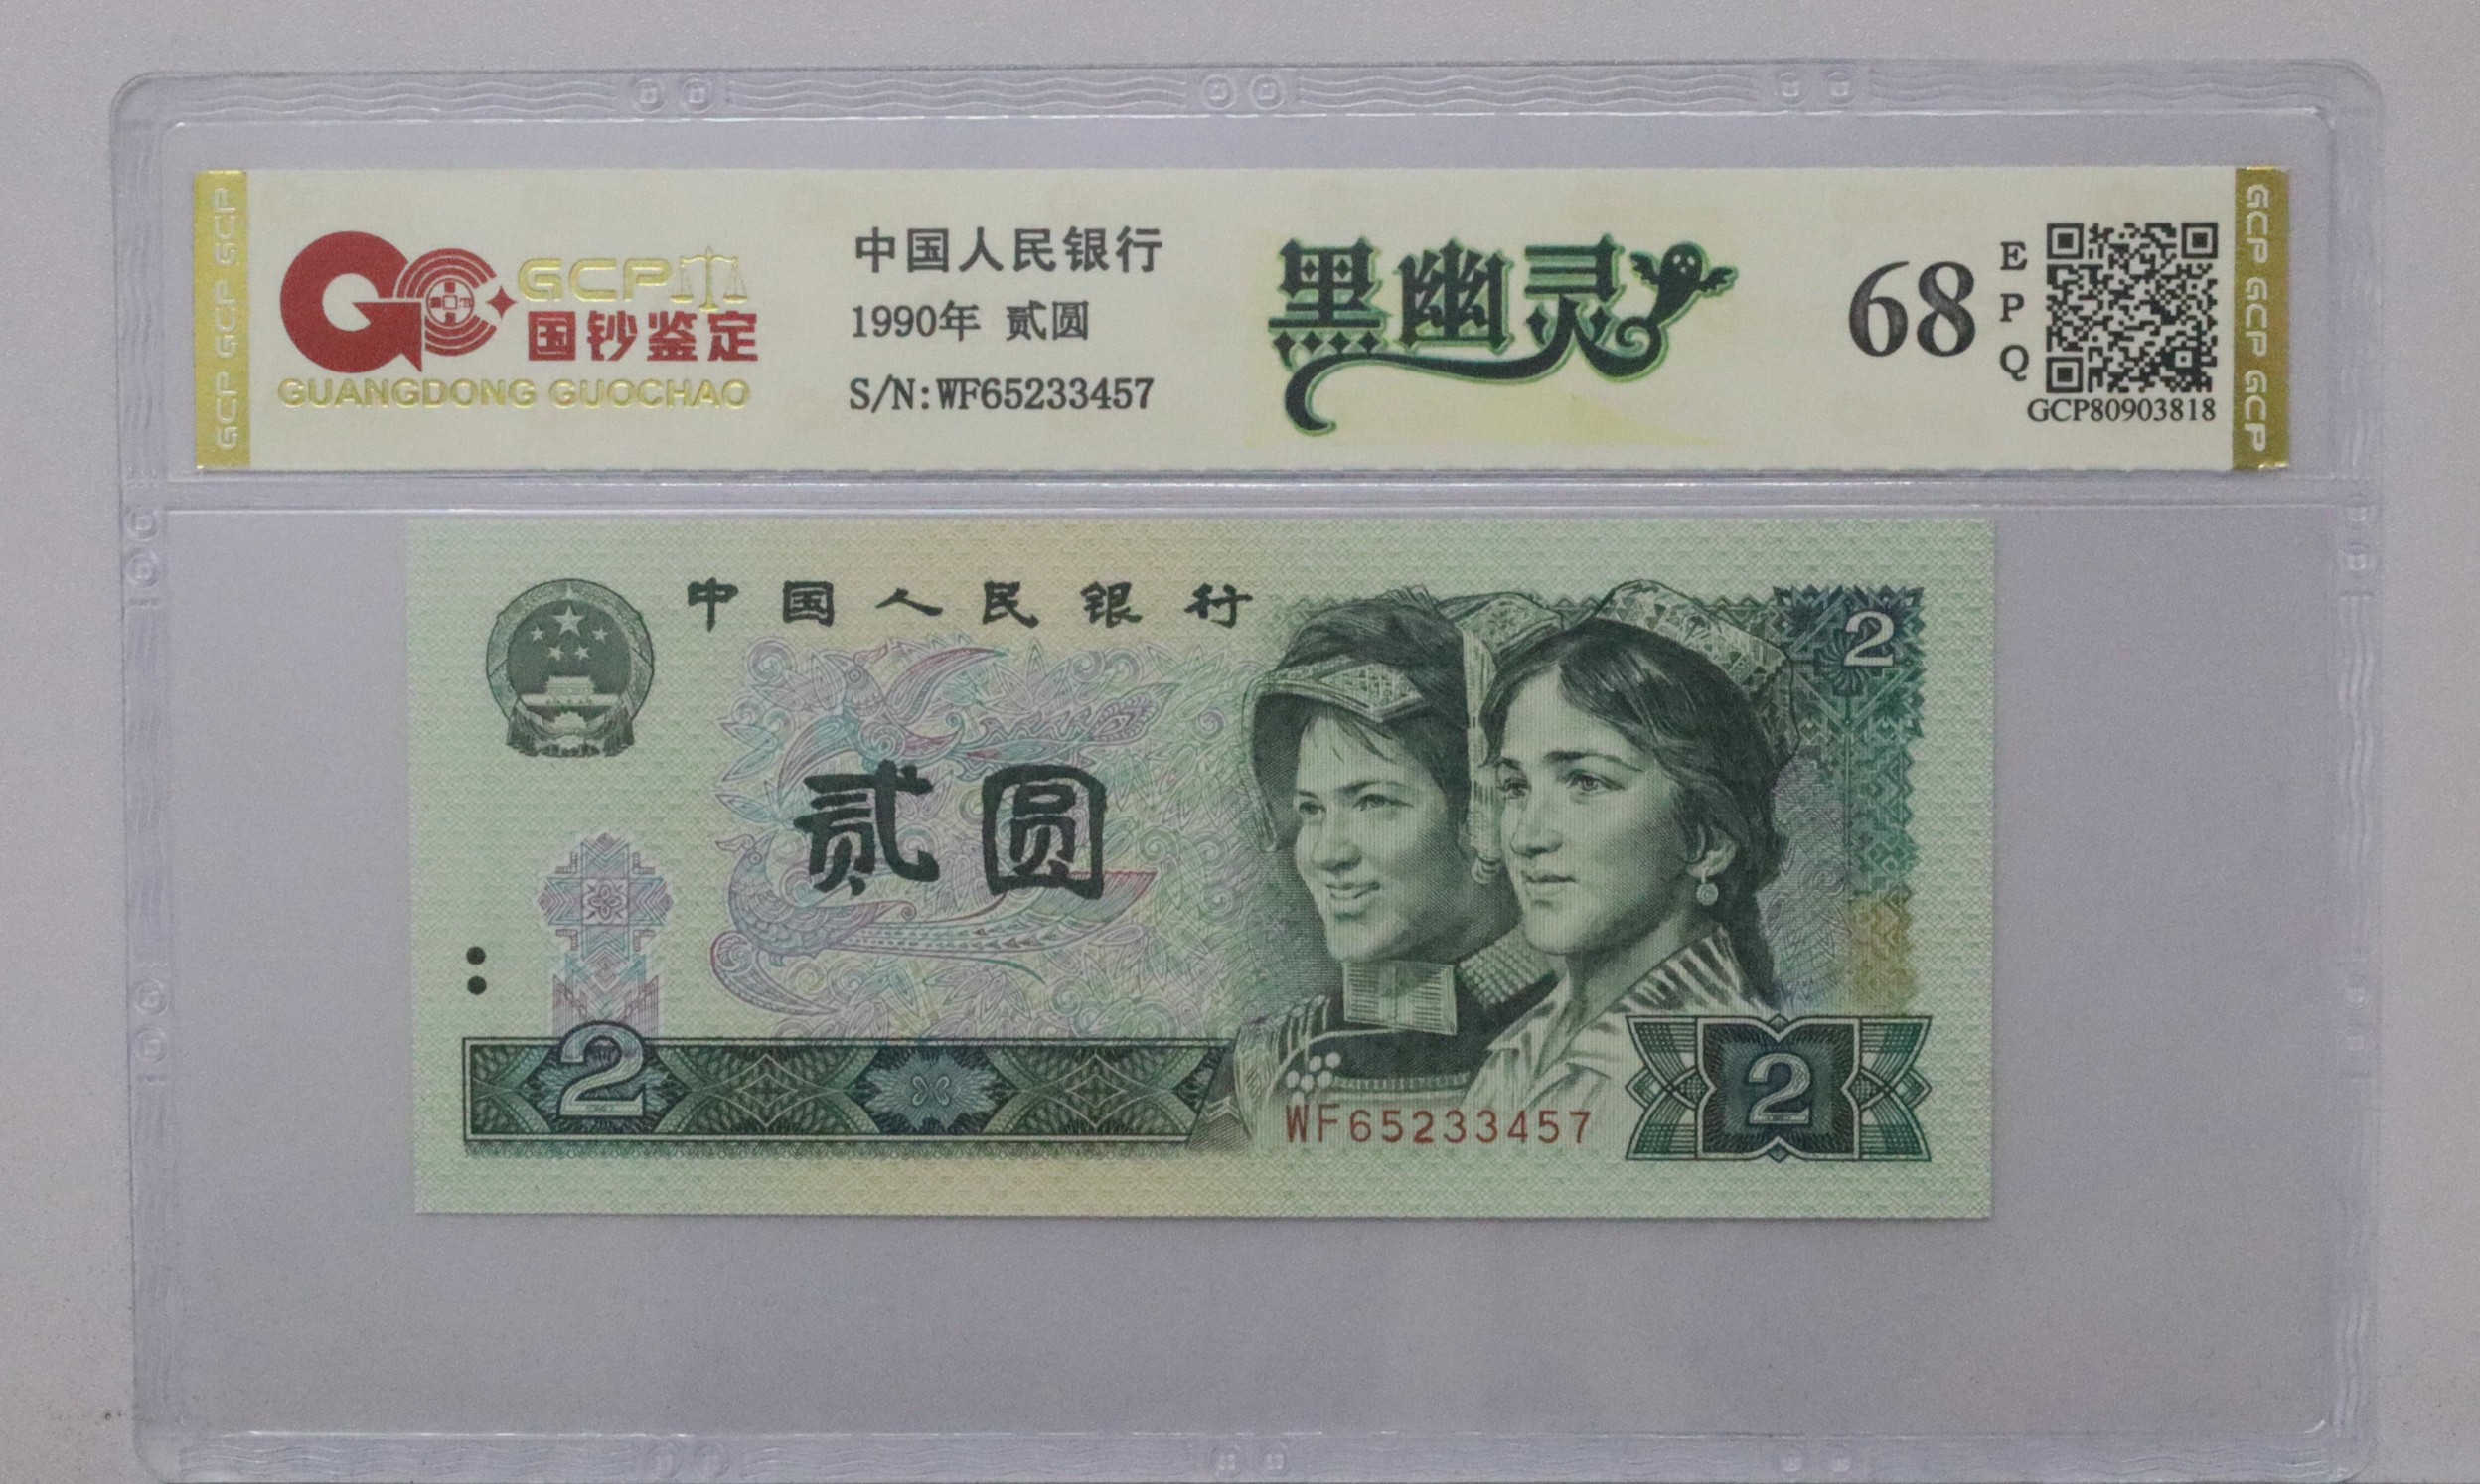 GCP GCP GCP
GCP
国钞鉴定
GUANGDONG GUOCHAO
中国人民银行
1990年 贰圆
S/N:WF65233457
黑幽灵
68
EPQ
GCP80903818
GCP GCP GCP
中国人民银行
2
贰圆
2
WF65233457
2